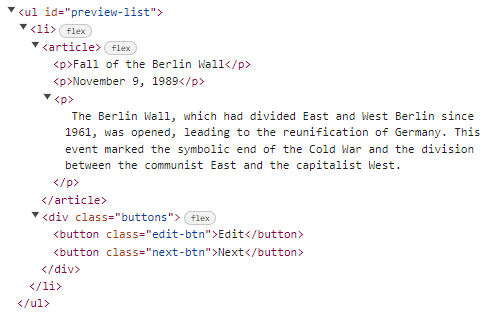 <ul id="preview-list">
<li> flex
<article> flex
<p>Fall of the Berlin Wall</p>
<p>November 9, 1989</p>
<p>
The Berlin Wall, which had divided East and West Berlin since
1961, was opened, leading to the reunification of Germany. This
event marked the symbolic end of the Cold War and the division
between the communist East and the capitalist West.
</p>
</article>
<div class="buttons"> flex
<button class="edit-btn">Edit</button>
<button class="next-btn">Next</button>
</div>
</li>
</ul>